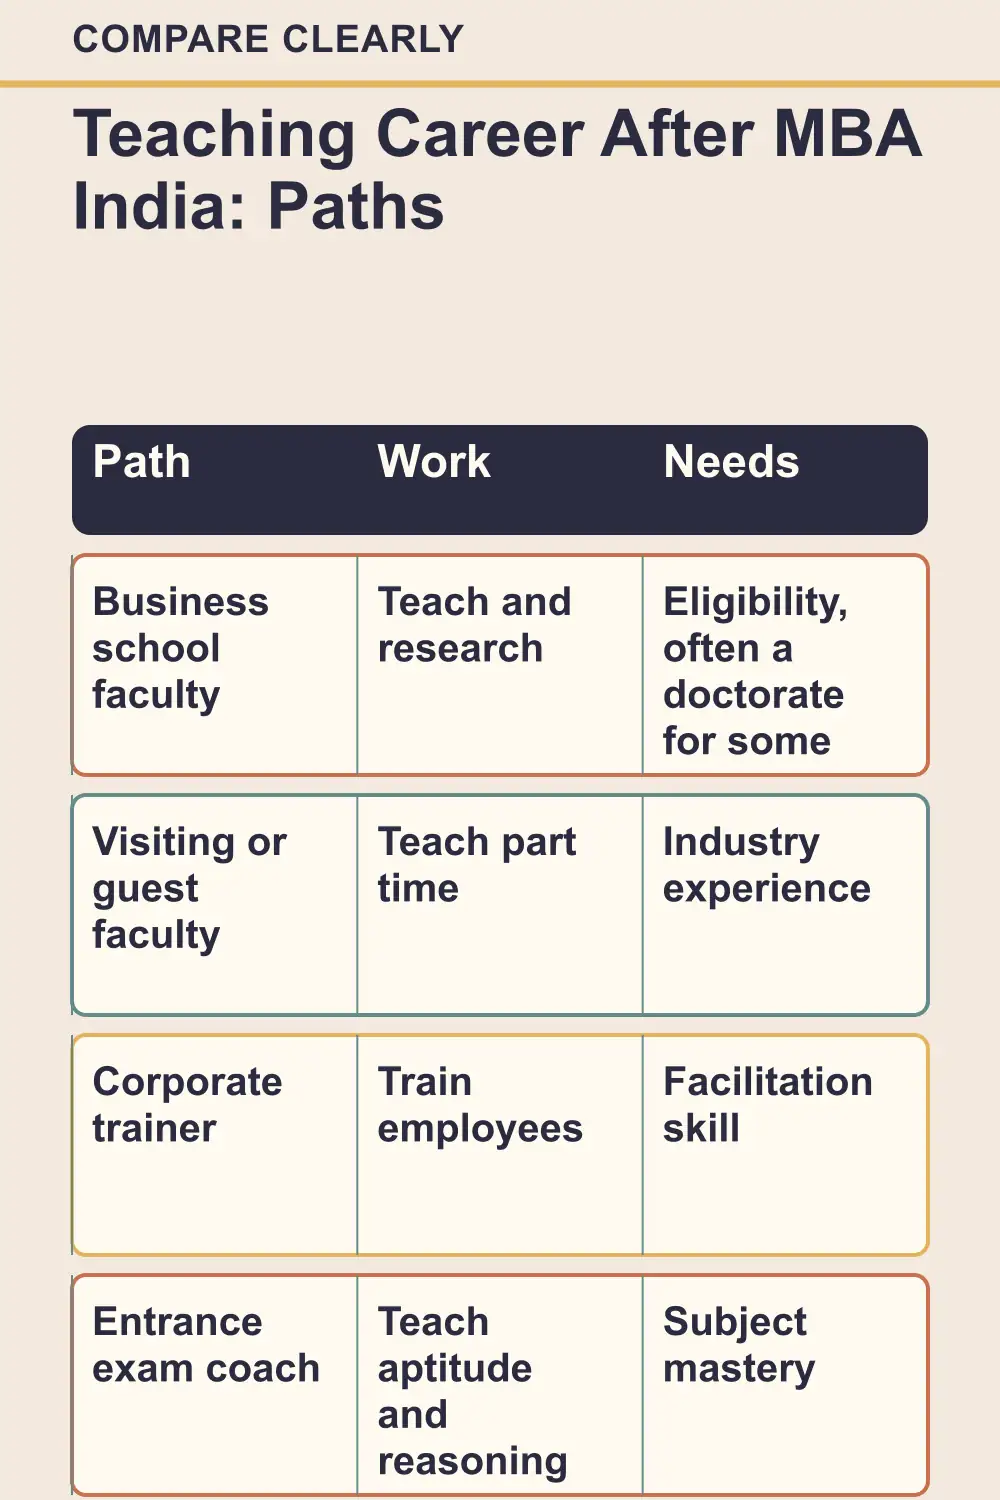 COMPARE CLEARLY
Teaching Career After MBA
India: Paths
Path Work Needs
Business
school
faculty
Teach and
research
Eligibility,
often a
doctorate
for some
Visiting or
guest
faculty
Teach part
time
Industry
experience
Corporate
trainer
Train
employees
Facilitation
skill
Entrance
exam coach
Teach
aptitude
and
reasoning
Subject
mastery